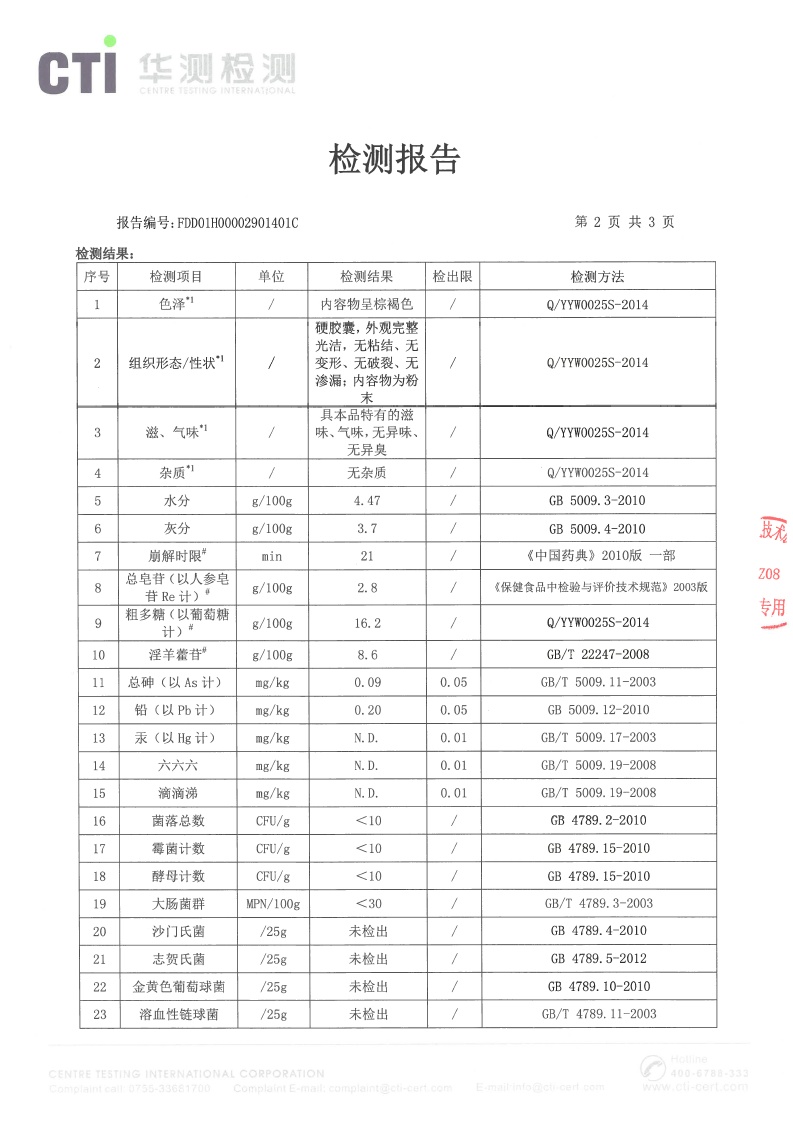 CTI 华测检测
CENTRE TESTING INTERNATIONAL
检测报告
报告编号: FDD01H00002901401C 第 2 页 共 3 页
检测结果:
序号 检测项目 单位 检测结果 检出限 检测方法
1 色泽*1 / 内容物呈棕褐色 / Q/YYW0025S-2014
2 组织形态/性状*1 / 硬胶囊,外观完整
光洁,无粘结、无
变形、无破裂、无
渗漏;内容物为粉
末 / Q/YYW0025S-2014
3 滋、气味*1 / 具本品特有的滋
味、气味,无异味、
无异臭 / Q/YYW0025S-2014
4 杂质*1 / 无杂质 / Q/YYW0025S-2014
5 水分 g/100g 4.47 / GB 5009.3-2010
6 灰分 g/100g 3.7 / GB 5009.4-2010
7 崩解时限# min 21 / 《中国药典》2010版 一部
8 总皂苷(以人参皂
苷 Re 计)# g/100g 2.8 / 《保健食品中检验与评价技术规范》2003版
9 粗多糖(以葡萄糖
计)# g/100g 16.2 / Q/YYW0025S-2014
10 淫羊藿苷# g/100g 8.6 / GB/T 22247-2008
11 总砷(以 As 计) mg/kg 0.09 0.05 GB/T 5009.11-2003
12 铅(以 Pb 计) mg/kg 0.20 0.05 GB 5009.12-2010
13 汞(以 Hg 计) mg/kg N.D. 0.01 GB/T 5009.17-2003
14 六六六 mg/kg N.D. 0.01 GB/T 5009.19-2008
15 滴滴涕 mg/kg N.D. 0.01 GB/T 5009.19-2008
16 菌落总数 CFU/g <10 / GB 4789.2-2010
17 霉菌计数 CFU/g <10 / GB 4789.15-2010
18 酵母计数 CFU/g <10 / GB 4789.15-2010
19 大肠菌群 MPN/100g <30 / GB/T 4789.3-2003
20 沙门氏菌 /25g 未检出 / GB 4789.4-2010
21 志贺氏菌 /25g 未检出 / GB 4789.5-2012
22 金黄色葡萄球菌 /25g 未检出 / GB 4789.10-2010
23 溶血性链球菌 /25g 未检出 / GB/T 4789.11-2003
技术
Z08
专用
CENTRE TESTING INTERNATIONAL CORPORATION
Complaint call: 0755-33681700 Complaint E-mail: complaint@cti-cert.com E-mail:info@cti-cert.com
Hotline
400-6788-333
www.cti-cert.com